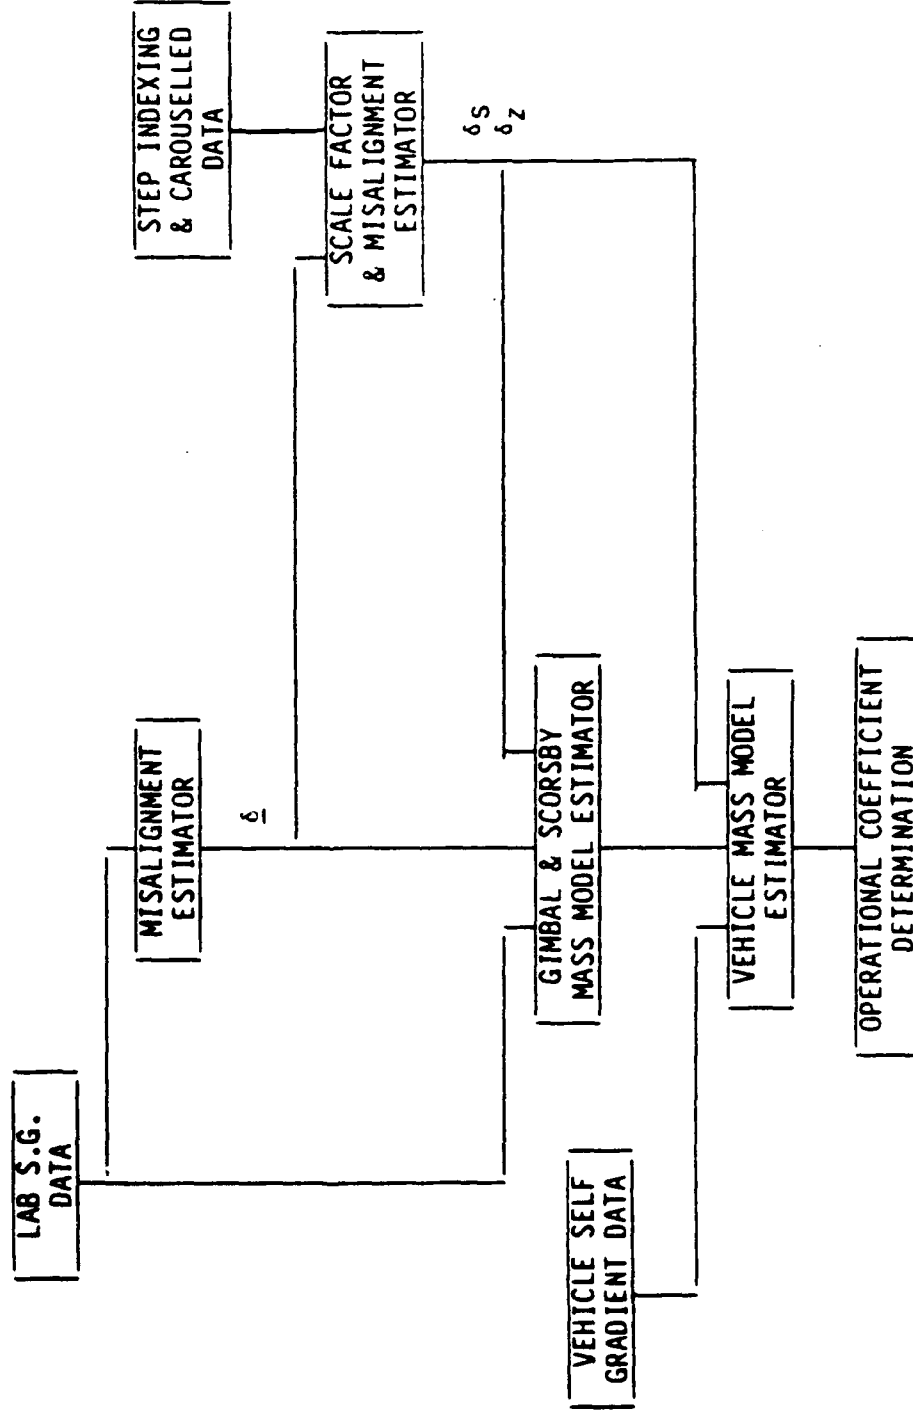 LAB S.G.
DATA
MISALIGNMENT
ESTIMATOR
δ
STEP INDEXING
& CAROUSELLED
DATA
SCALE FACTOR
& MISALIGNMENT
ESTIMATOR
δS
δZ
GIMBAL & SCORSBY
MASS MODEL ESTIMATOR
VEHICLE SELF
GRADIENT DATA
VEHICLE MASS MODEL
ESTIMATOR
OPERATIONAL COEFFICIENT
DETERMINATION